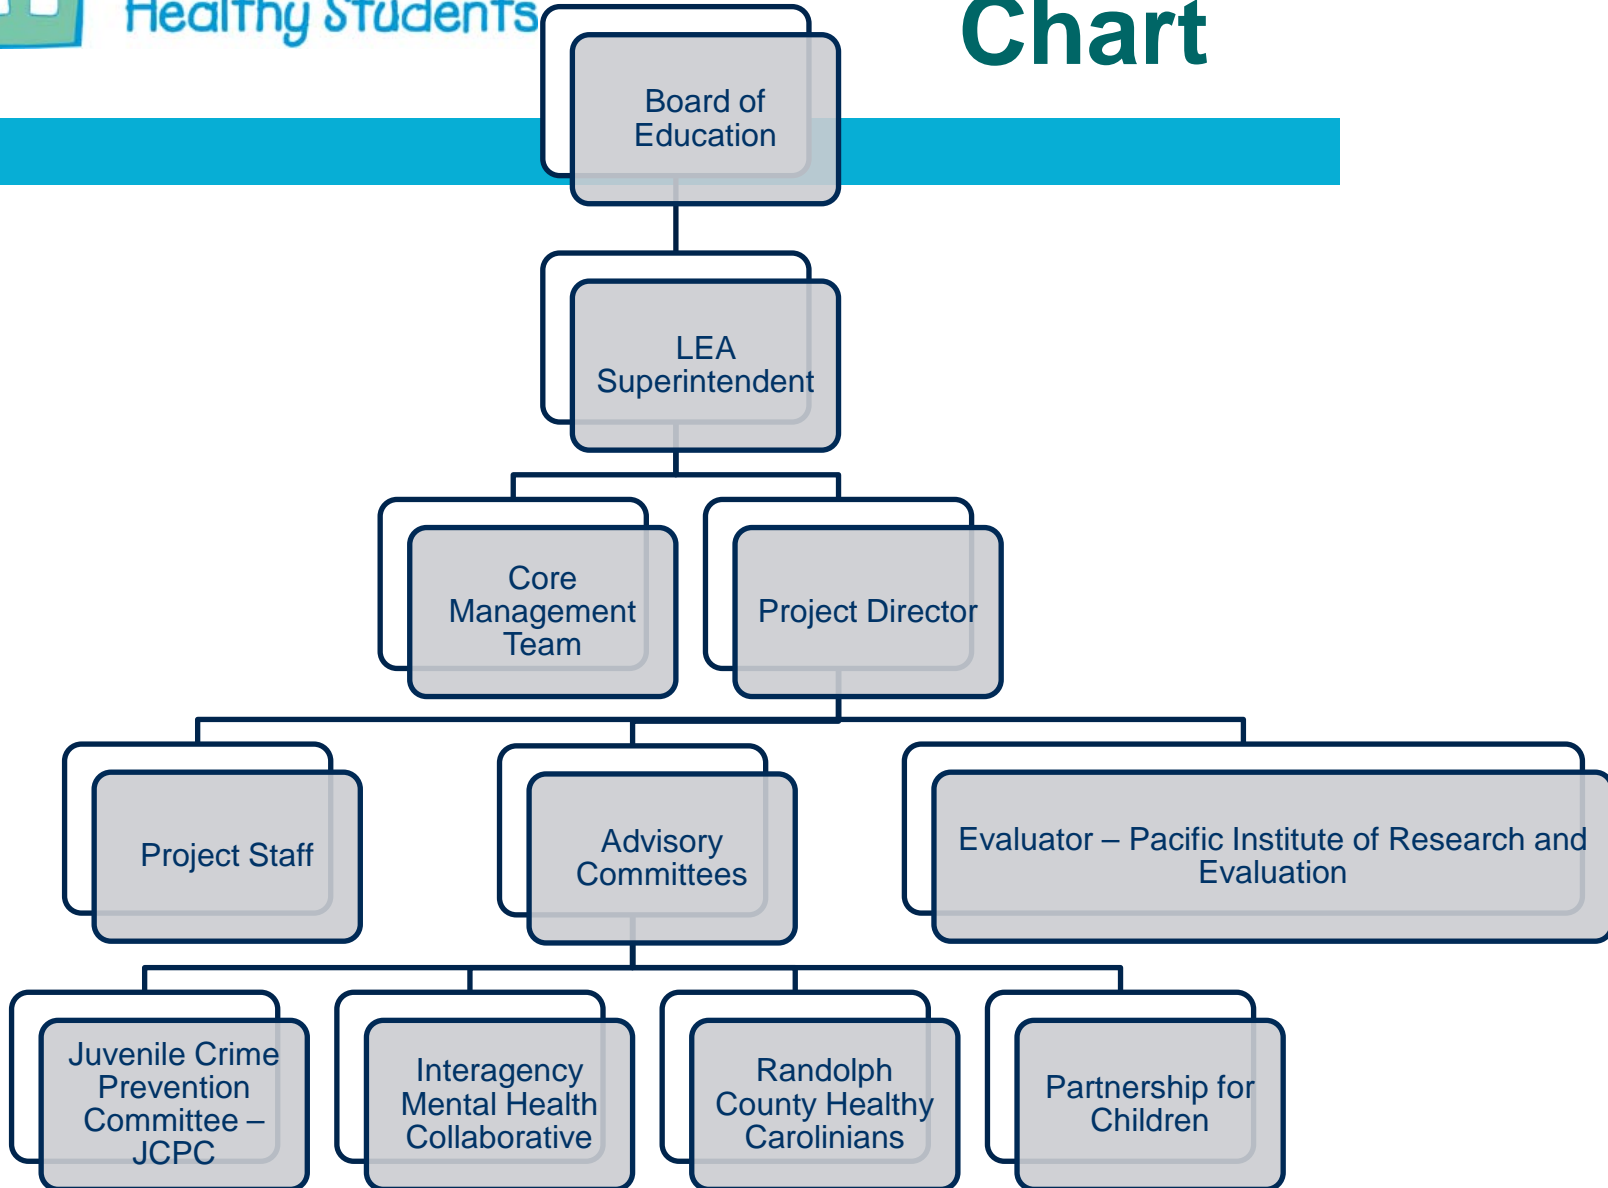 Healthy Students
Chart
Board of
Education
LEA
Superintendent
Core
Management
Team
Project Director
Project Staff
Advisory
Committees
Evaluator – Pacific Institute of Research and
Evaluation
Juvenile Crime
Prevention
Committee –
JCPC
Interagency
Mental Health
Collaborative
Randolph
County Healthy
Carolinians
Partnership for
Children